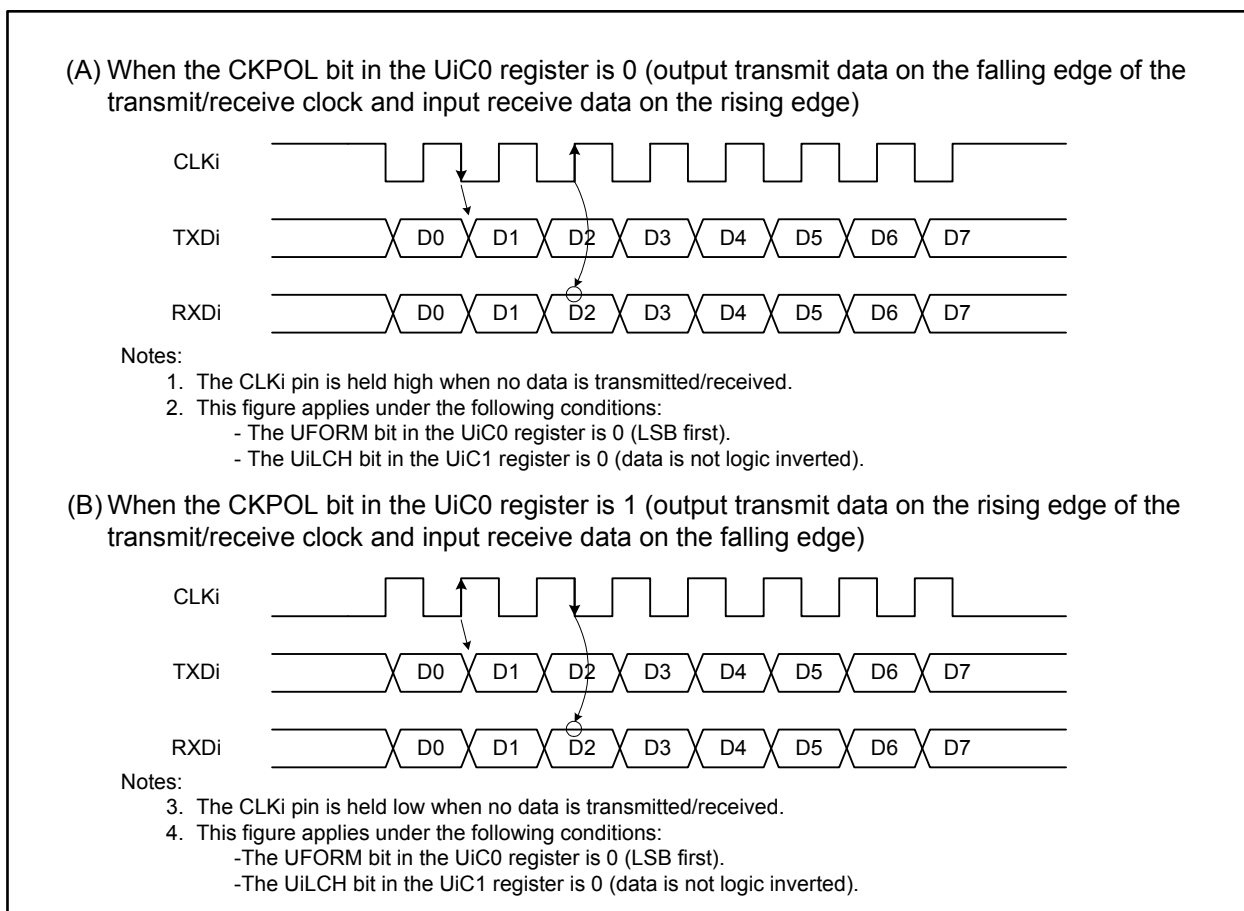 (A) When the CKPOL bit in the UiC0 register is 0 (output transmit data on the falling edge of the
transmit/receive clock and input receive data on the rising edge)
CLKi
TXDi D0 D1 D2 D3 D4 D5 D6 D7
RXDi D0 D1 D2 D3 D4 D5 D6 D7
Notes:
1. The CLKi pin is held high when no data is transmitted/received.
2. This figure applies under the following conditions:
- The UFORM bit in the UiC0 register is 0 (LSB first).
- The UiLCH bit in the UiC1 register is 0 (data is not logic inverted).
(B) When the CKPOL bit in the UiC0 register is 1 (output transmit data on the rising edge of the
transmit/receive clock and input receive data on the falling edge)
CLKi
TXDi D0 D1 D2 D3 D4 D5 D6 D7
RXDi D0 D1 D2 D3 D4 D5 D6 D7
Notes:
3. The CLKi pin is held low when no data is transmitted/received.
4. This figure applies under the following conditions:
-The UFORM bit in the UiC0 register is 0 (LSB first).
-The UiLCH bit in the UiC1 register is 0 (data is not logic inverted).